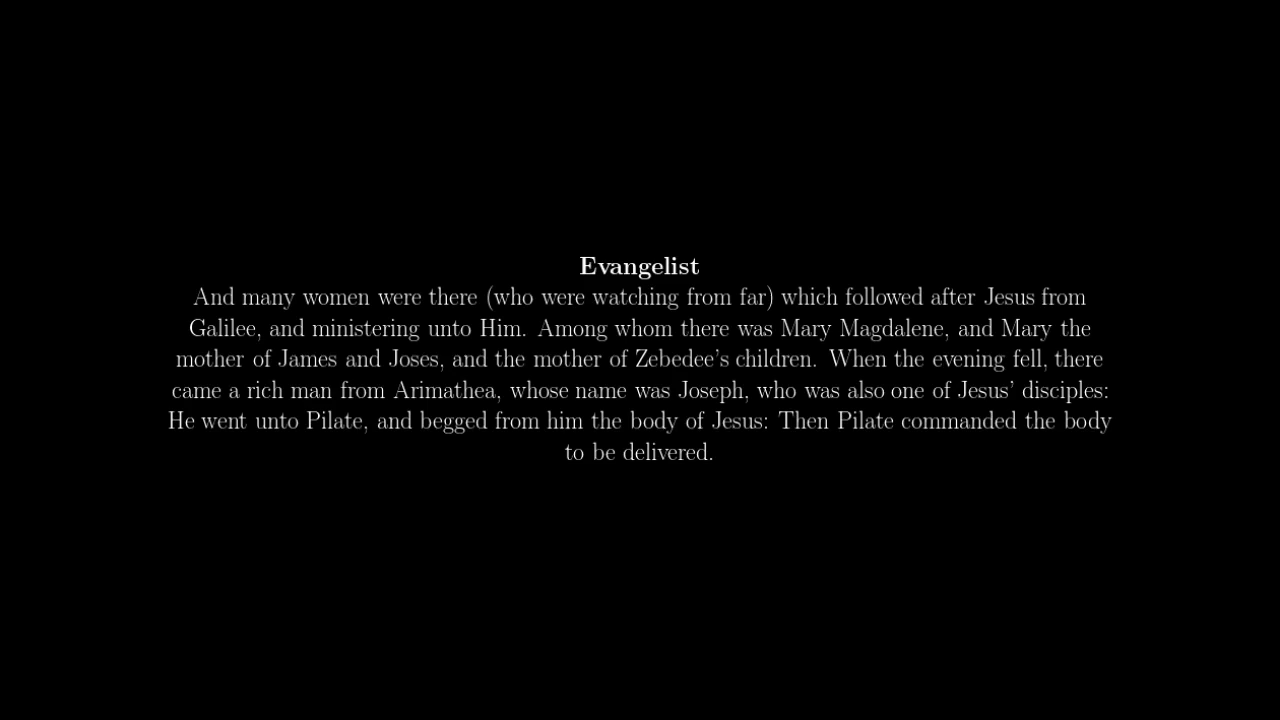 Evangelist
And many women were there (who were watching from far) which followed after Jesus from
Galilee, and ministering unto Him. Among whom there was Mary Magdalene, and Mary the
mother of James and Joses, and the mother of Zebedee's children. When the evening fell, there
came a rich man from Arimathea, whose name was Joseph, who was also one of Jesus' disciples:
He went unto Pilate, and begged from him the body of Jesus: Then Pilate commanded the body
to be delivered.